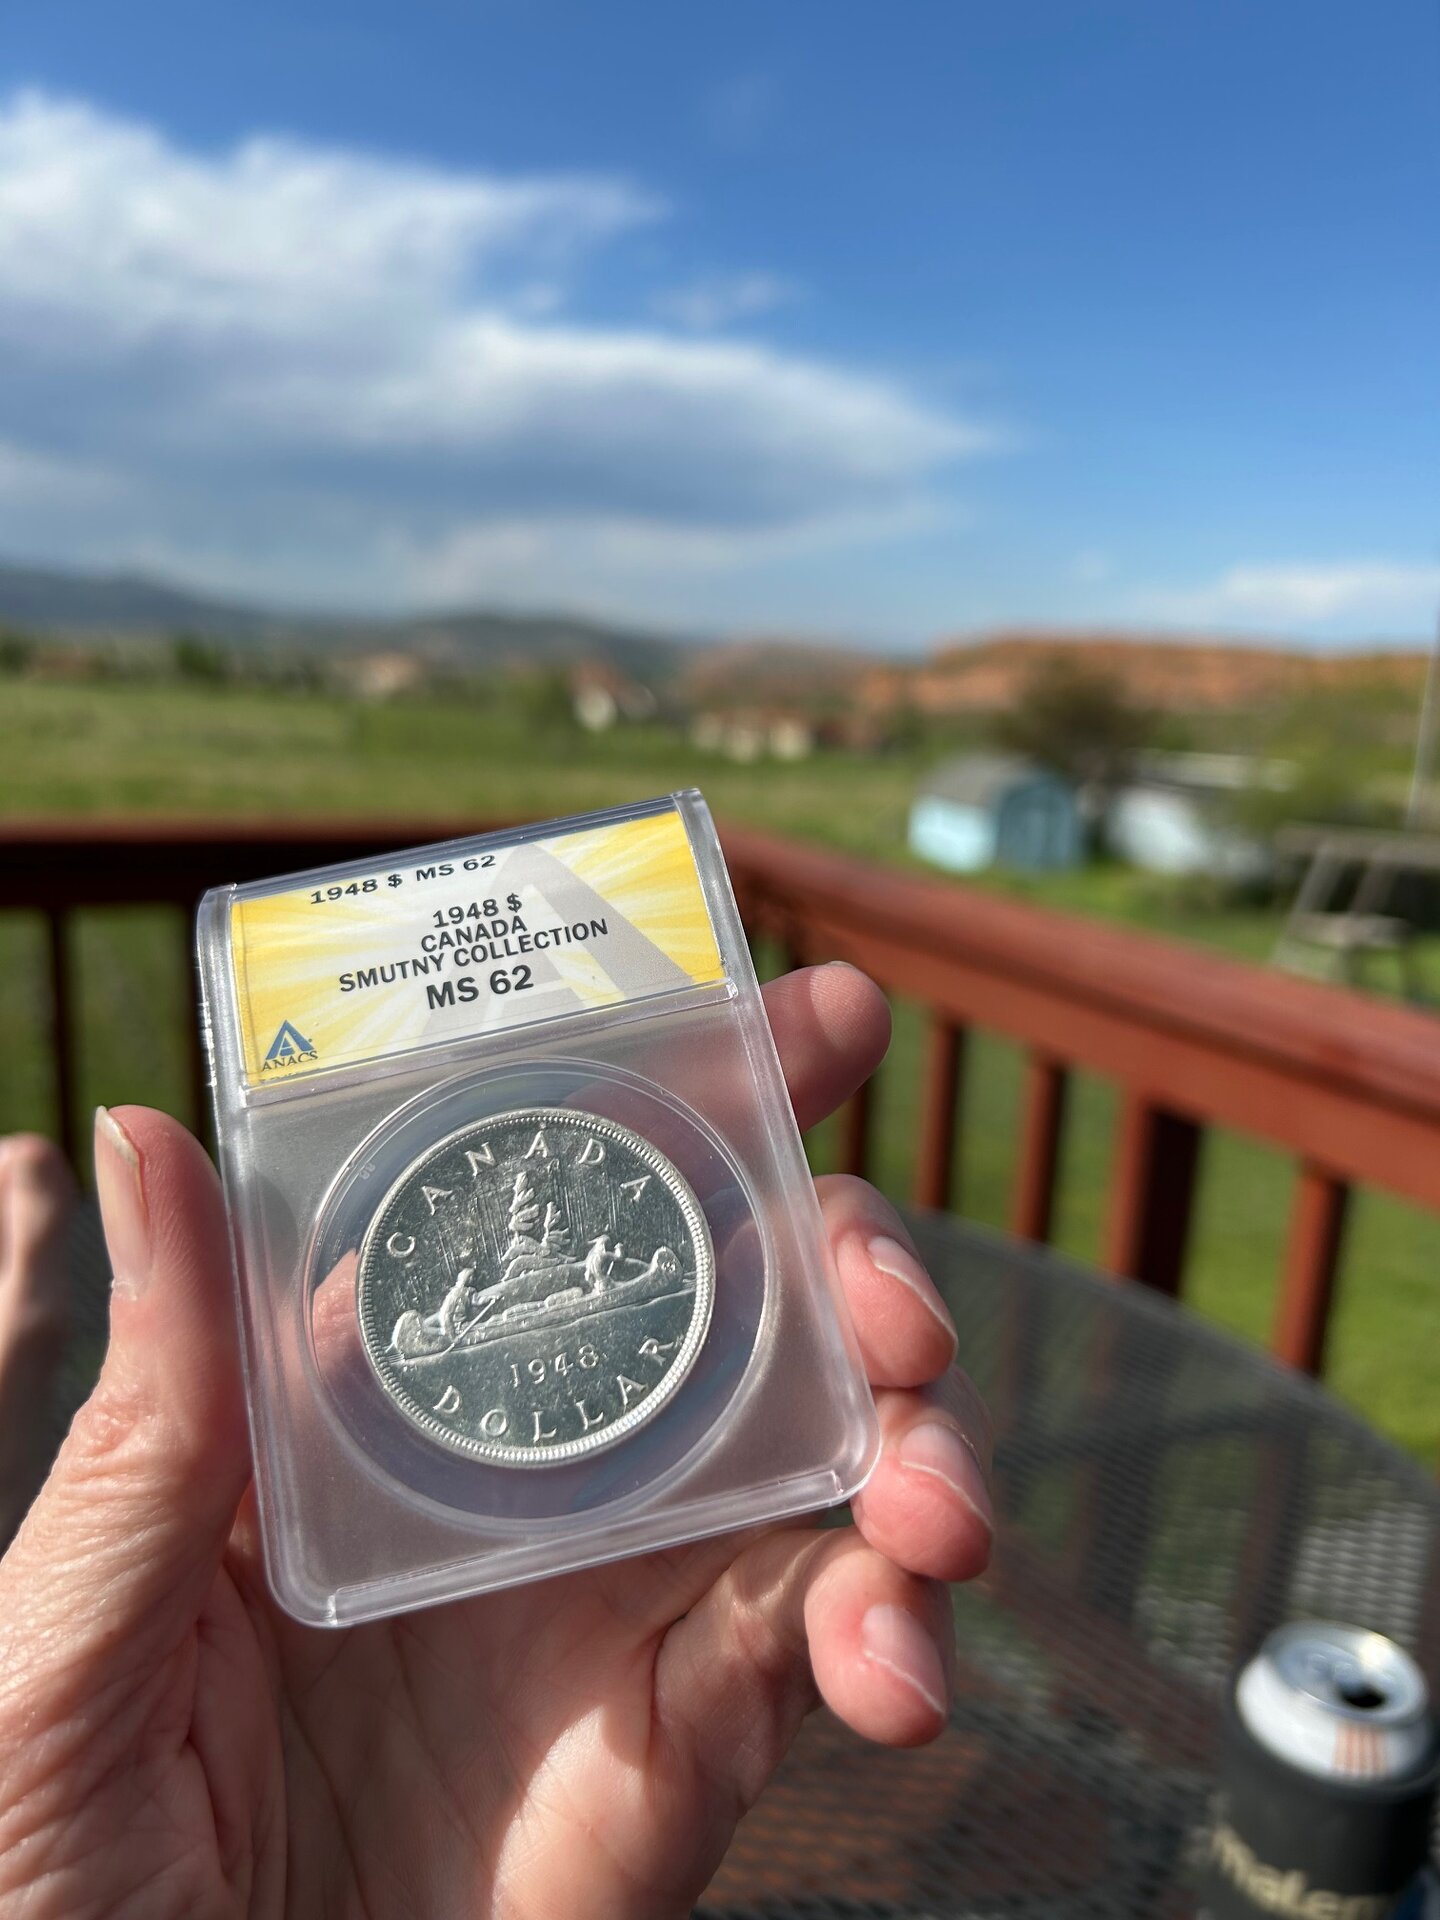 1948 $ MS 62
1948 $
CANADA
SMUTNY COLLECTION
MS 62
ANACS
CANADA
1948
DOLLAR